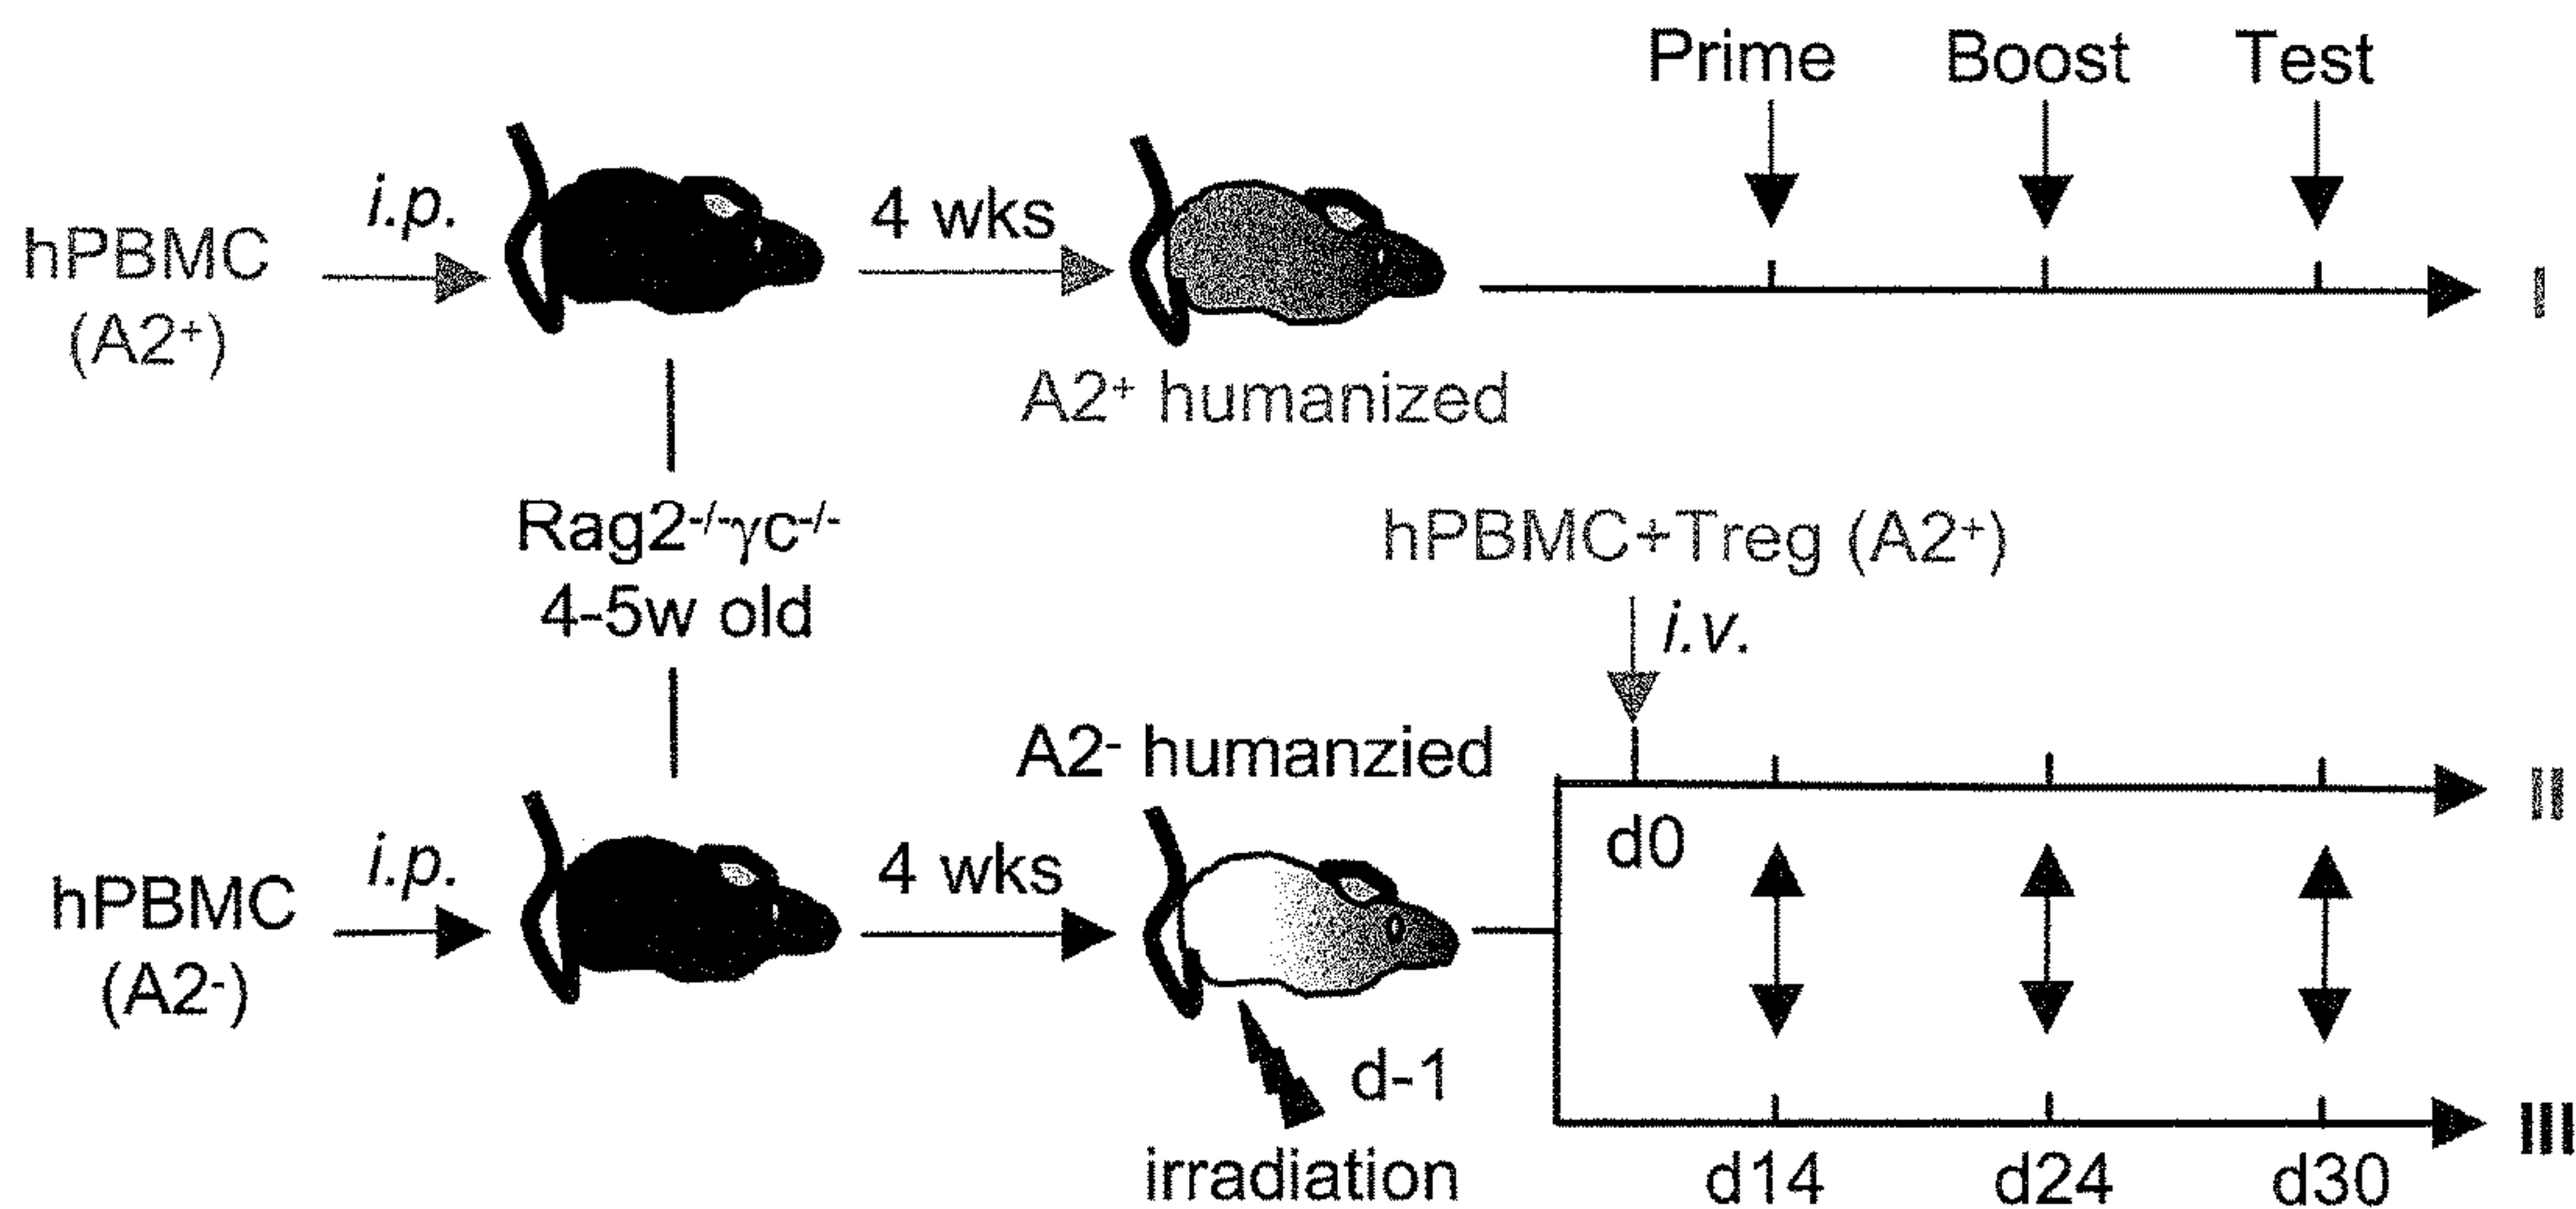 Prime Boost Test
i.p.
4 wks
hPBMC
(A2⁺)
I
A2⁺ humanized
Rag2⁻/⁻γc⁻/⁻
4-5w old
hPBMC+Treg (A2⁺)
i.v.
A2⁻ humanzied
II
d0
i.p.
4 wks
hPBMC
(A2⁻)
d-1
irradiation
III
d14 d24 d30